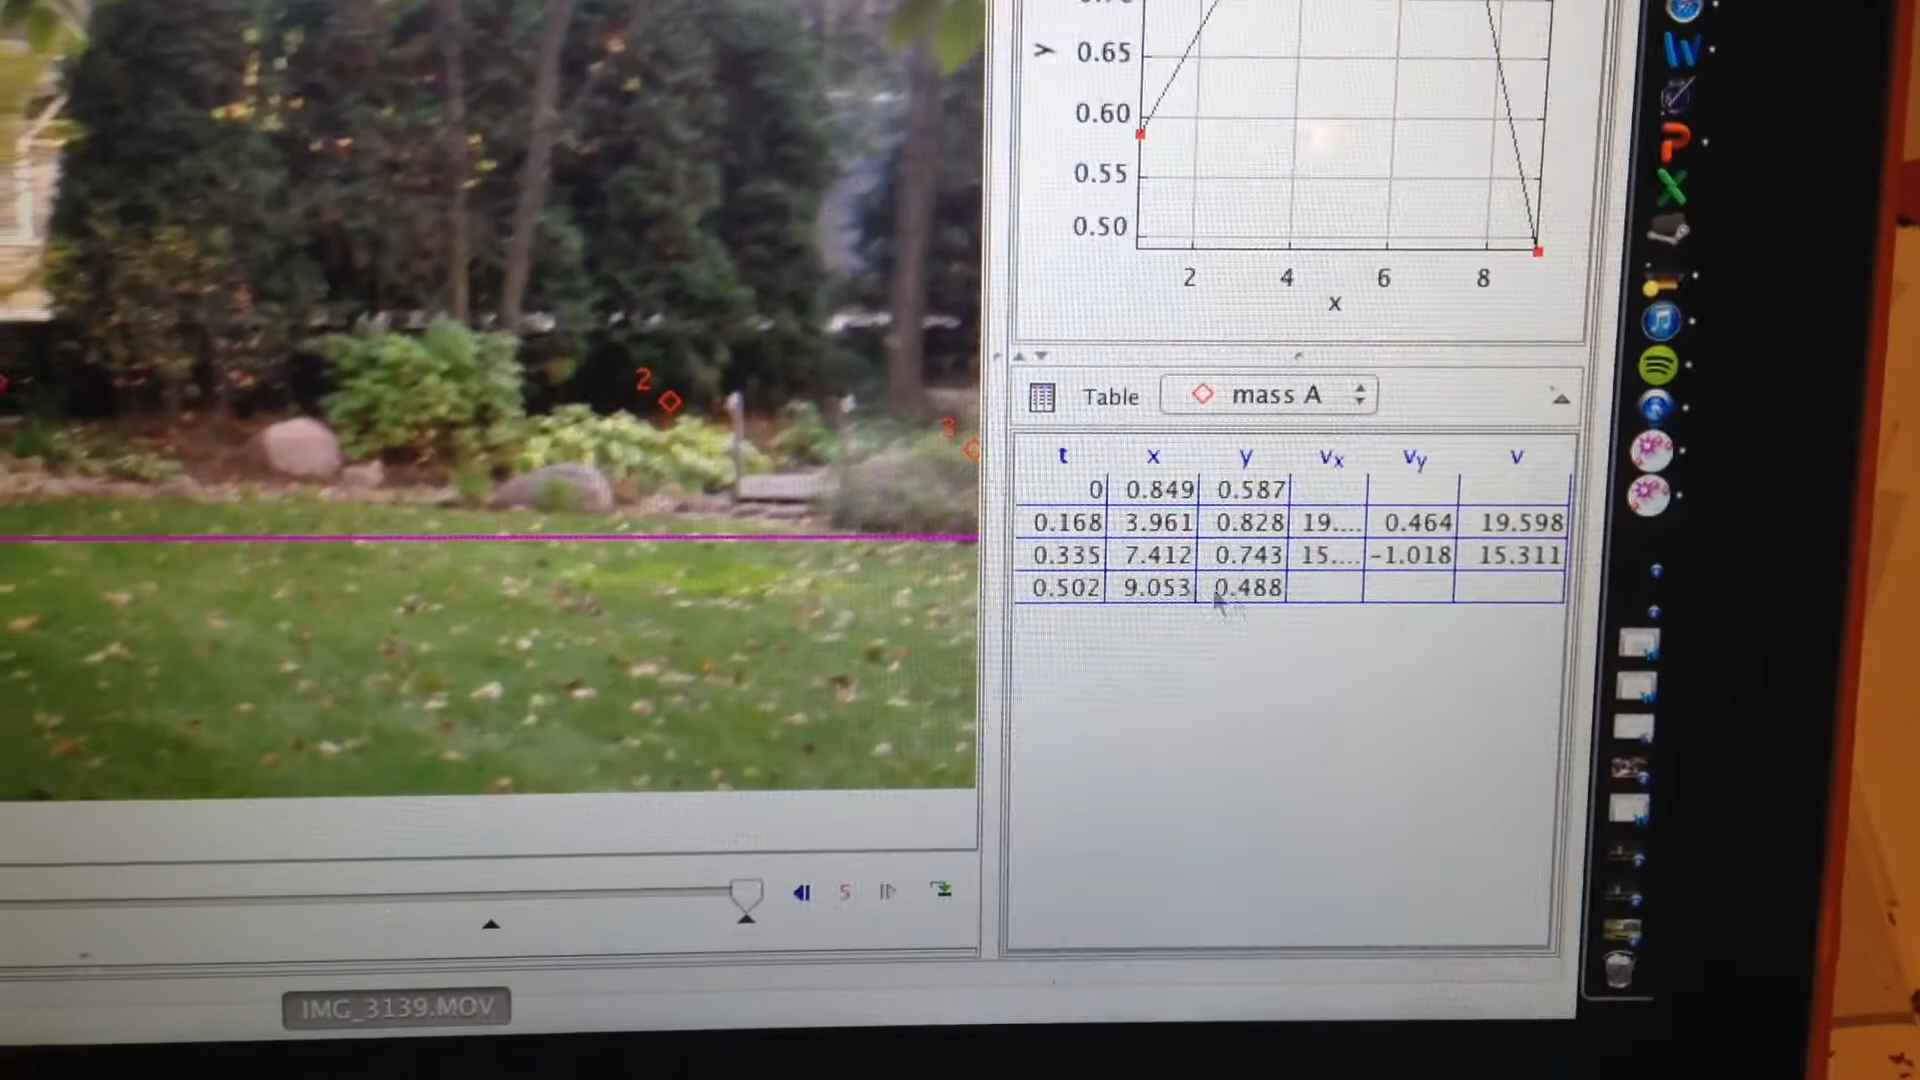 0.65
0.60
0.55
0.50
y
2 4 6 8
x
2
3
Table mass A
t x y vx vy v
0 0.849 0.587
0.168 3.961 0.828 19.... 0.464 19.598
0.335 7.412 0.743 15.... -1.018 15.311
0.502 9.053 0.488
5
IMG_3139.MOV